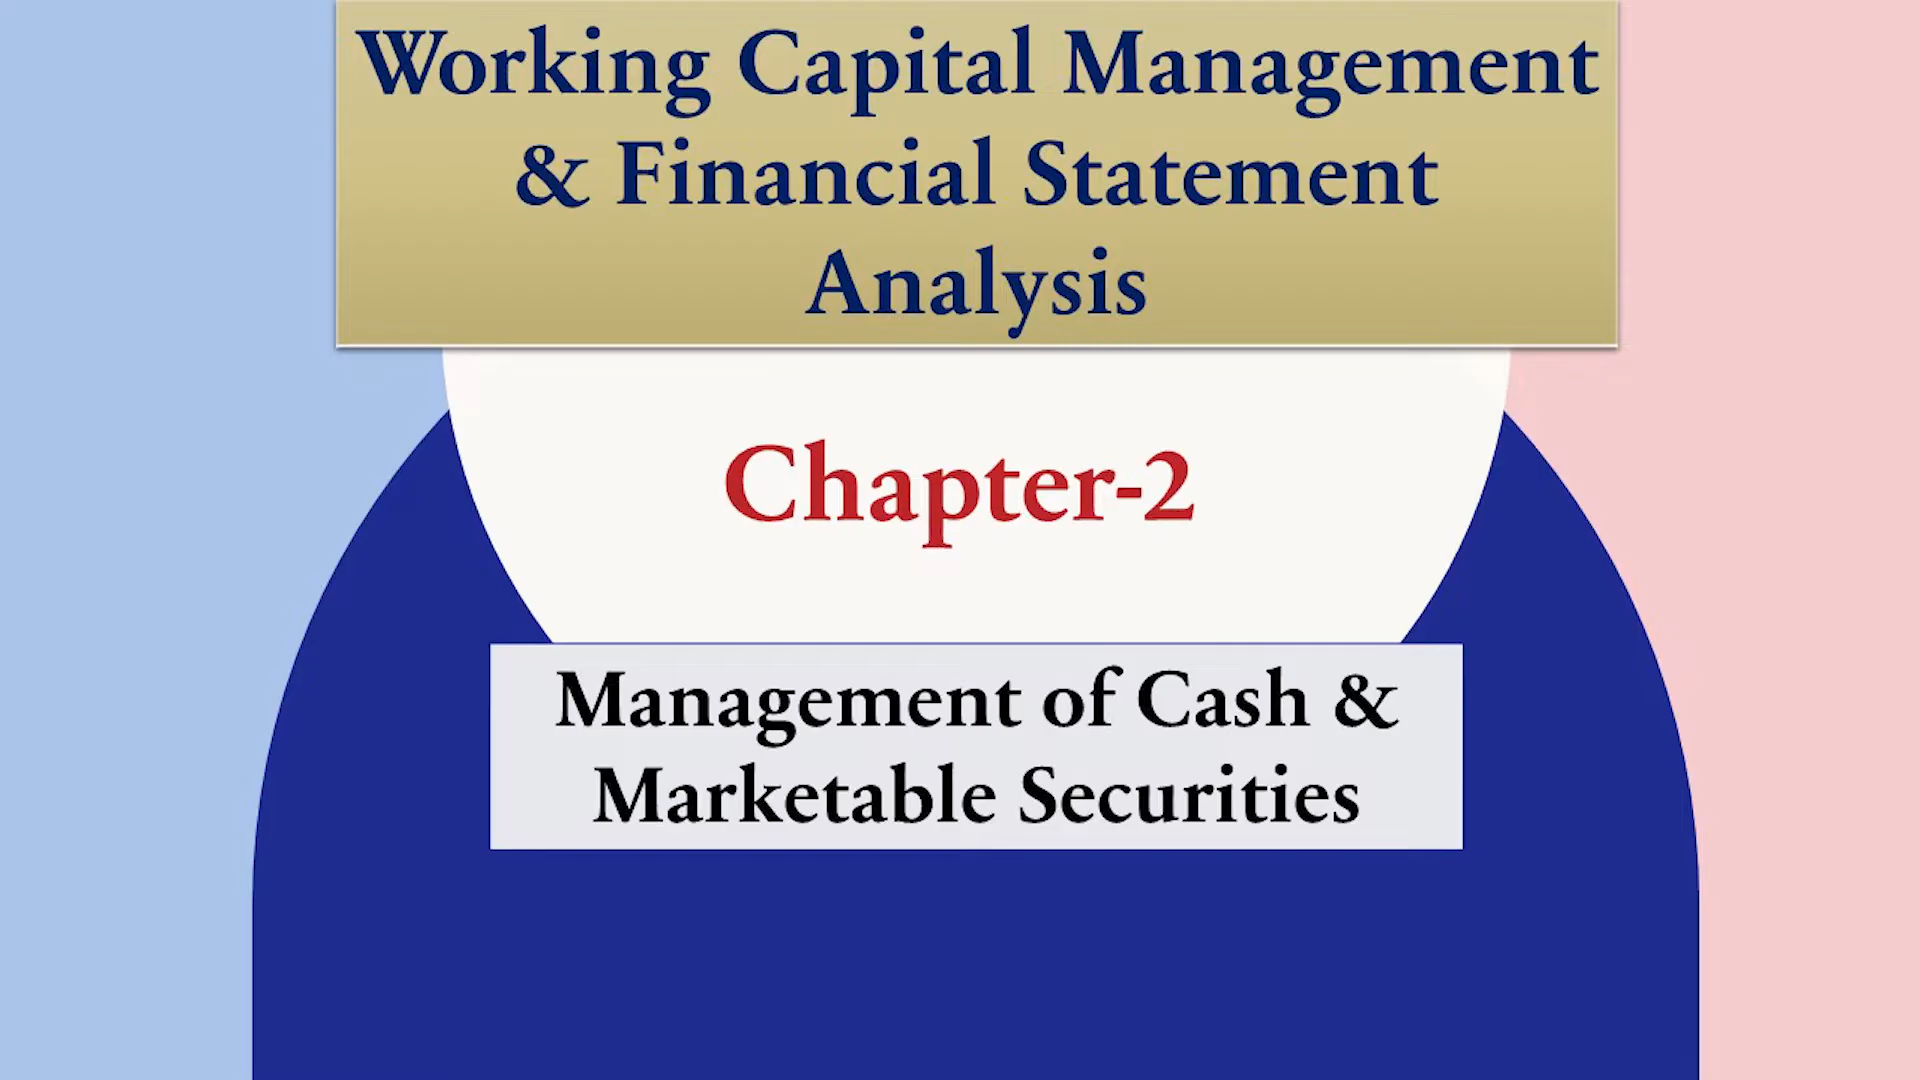 Working Capital Management
& Financial Statement
Analysis
Chapter-2
Management of Cash &
Marketable Securities